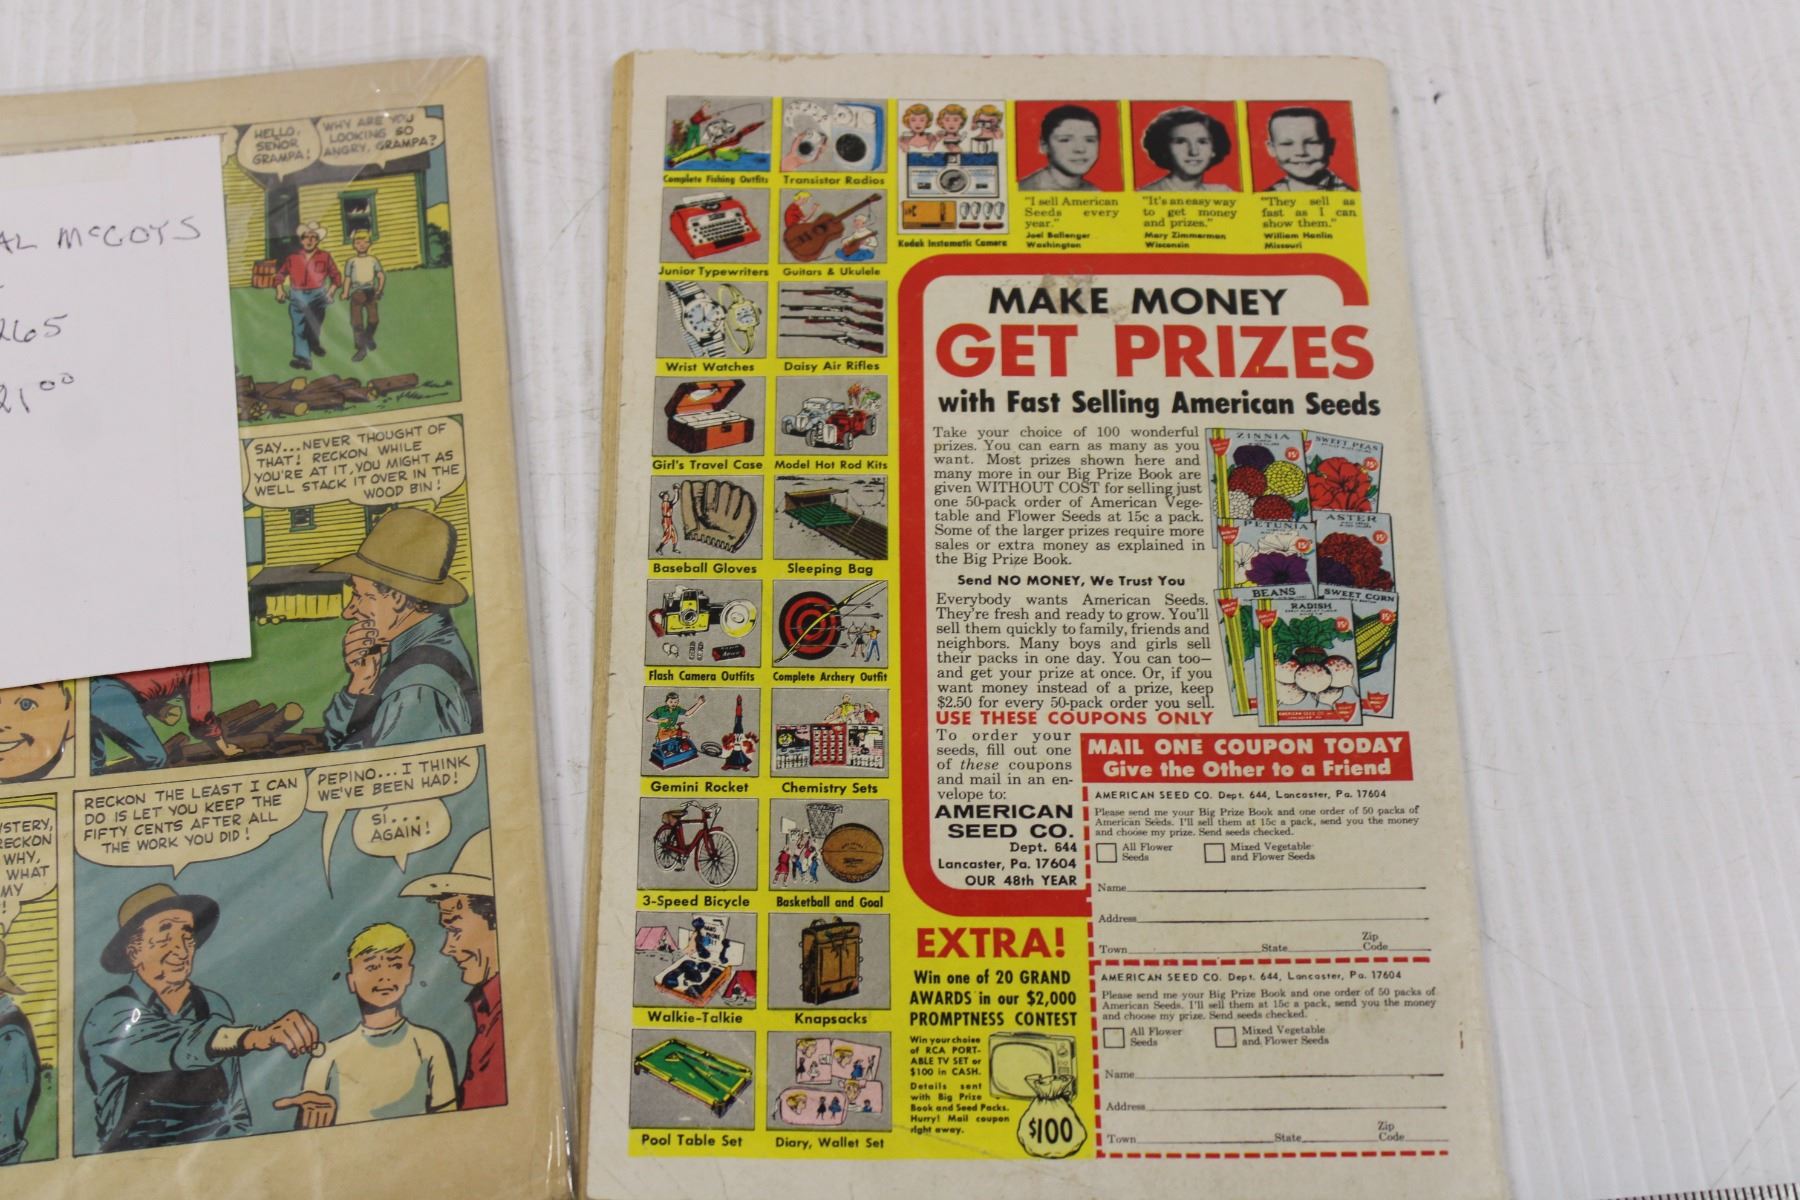 AL McCOYS
265
21⁰⁰
HELLO,
SEÑOR
GRAMPA!
WHY ARE YOU
LOOKING SO
ANGRY, GRAMPA?
SAY...NEVER THOUGHT OF
THAT! RECKON WHILE
YOU'RE AT IT, YOU MIGHT AS
WELL STACK IT OVER IN THE
WOOD BIN!
YSTERY,
RECKON
WHY,
WHAT
MY
!
RECKON THE LEAST I CAN
DO IS LET YOU KEEP THE
FIFTY CENTS AFTER ALL
THE WORK YOU DID!
PEPINO...I THINK
WE'VE BEEN HAD!
SÍ...
AGAIN!
Complete Fishing Outfits
Transistor Radios
Junior Typewriters
Guitars & Ukulele
Wrist Watches
Daisy Air Rifles
Girl's Travel Case
Model Hot Rod Kits
Baseball Gloves
Sleeping Bag
Flash Camera Outfits
Complete Archery Outfit
Gemini Rocket
Chemistry Sets
3-Speed Bicycle
Basketball and Goal
Walkie-Talkie
Knapsacks
Pool Table Set
Diary, Wallet Set
Kodak Instamatic Camera
"I sell American
Seeds every
year."
Joel Ballenger
Washington
"It's an easy way
to get money
and prizes."
Mary Zimmerman
Wisconsin
"They sell as
fast as I can
show them."
William Hanlin
Missouri
MAKE MONEY
GET PRIZES
with Fast Selling American Seeds
Take your choice of 100 wonderful
prizes. You can earn as many as you
want. Most prizes shown here and
many more in our Big Prize Book are
given WITHOUT COST for selling just
one 50-pack order of American Vege-
table and Flower Seeds at 15c a pack.
Some of the larger prizes require more
sales or extra money as explained in
the Big Prize Book.
Send NO MONEY, We Trust You
Everybody wants American Seeds.
They're fresh and ready to grow. You'll
sell them quickly to family, friends and
neighbors. Many boys and girls sell
their packs in one day. You can too—
and get your prize at once. Or, if you
want money instead of a prize, keep
$2.50 for every 50-pack order you sell.
USE THESE COUPONS ONLY
To order your
seeds, fill out one
of these coupons
and mail in an en-
velope to:
AMERICAN
SEED CO.
Dept. 644
Lancaster, Pa. 17604
OUR 48th YEAR
ZINNIA
15¢
SWEET PEAS
15¢
PETUNIA
15¢
ASTER
15¢
BEANS
SWEET CORN
15¢
RADISH
15¢
AMERICAN SEED CO.
MAIL ONE COUPON TODAY
Give the Other to a Friend
AMERICAN SEED CO. Dept. 644, Lancaster, Pa. 17604
Please send me your Big Prize Book and one order of 50 packs of
American Seeds. I'll sell them at 15c a pack, send you the money
and choose my prize. Send seeds checked.
All Flower
Seeds
Mixed Vegetable
and Flower Seeds
Name
Address
Town State Zip Code
AMERICAN SEED CO. Dept. 644, Lancaster, Pa. 17604
Please send me your Big Prize Book and one order of 50 packs of
American Seeds. I'll sell them at 15c a pack, send you the money
and choose my prize. Send seeds checked.
All Flower
Seeds
Mixed Vegetable
and Flower Seeds
Name
Address
Town State Zip Code
EXTRA!
Win one of 20 GRAND
AWARDS in our $2,000
PROMPTNESS CONTEST
Win your choice
of RCA PORT-
ABLE TV SET or
$100 in CASH.
Details sent
with Big Prize
Book and Seed Packs.
Hurry! Mail coupon
right away.
$100